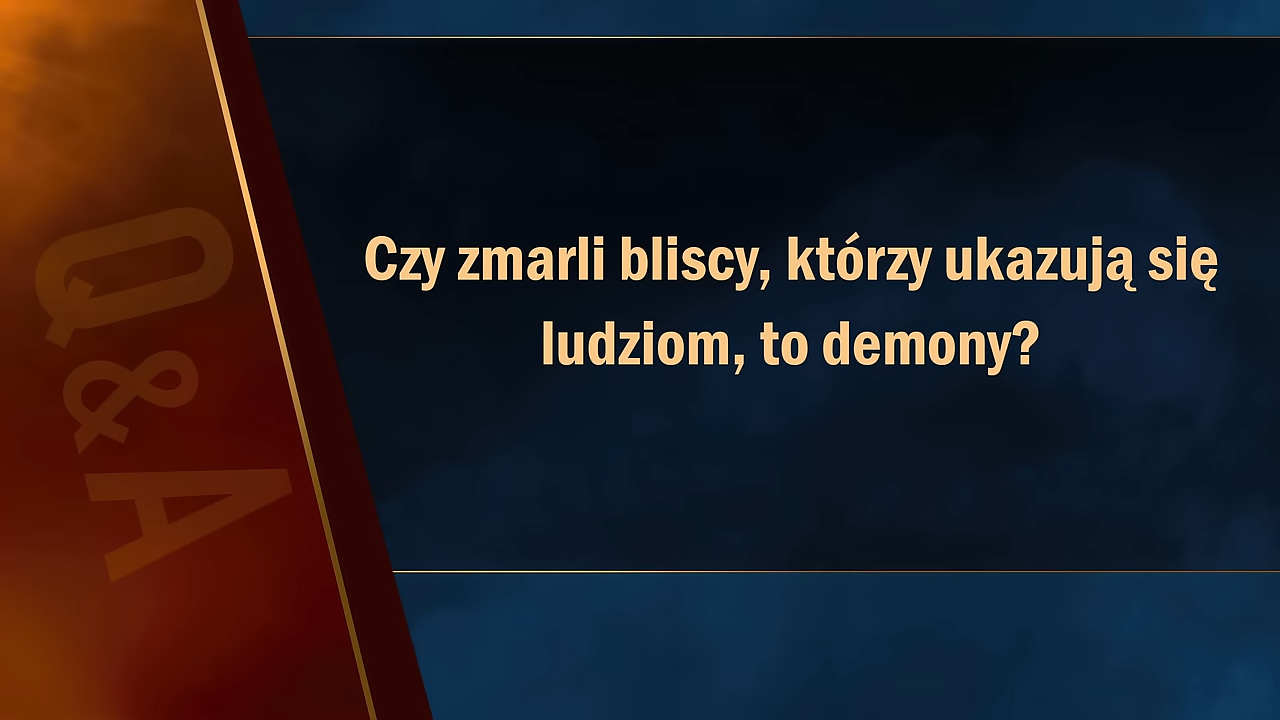 Q & A
Czy zmarli bliscy, którzy ukazują się
ludziom, to demony?